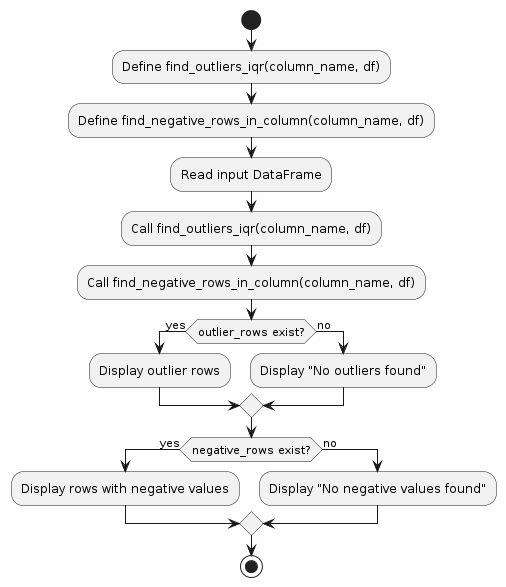 Define find_outliers_iqr(column_name, df)
Define find_negative_rows_in_column(column_name, df)
Read input DataFrame
Call find_outliers_iqr(column_name, df)
Call find_negative_rows_in_column(column_name, df)
yes
outlier_rows exist?
no
Display outlier rows
Display "No outliers found"
yes
negative_rows exist?
no
Display rows with negative values
Display "No negative values found"